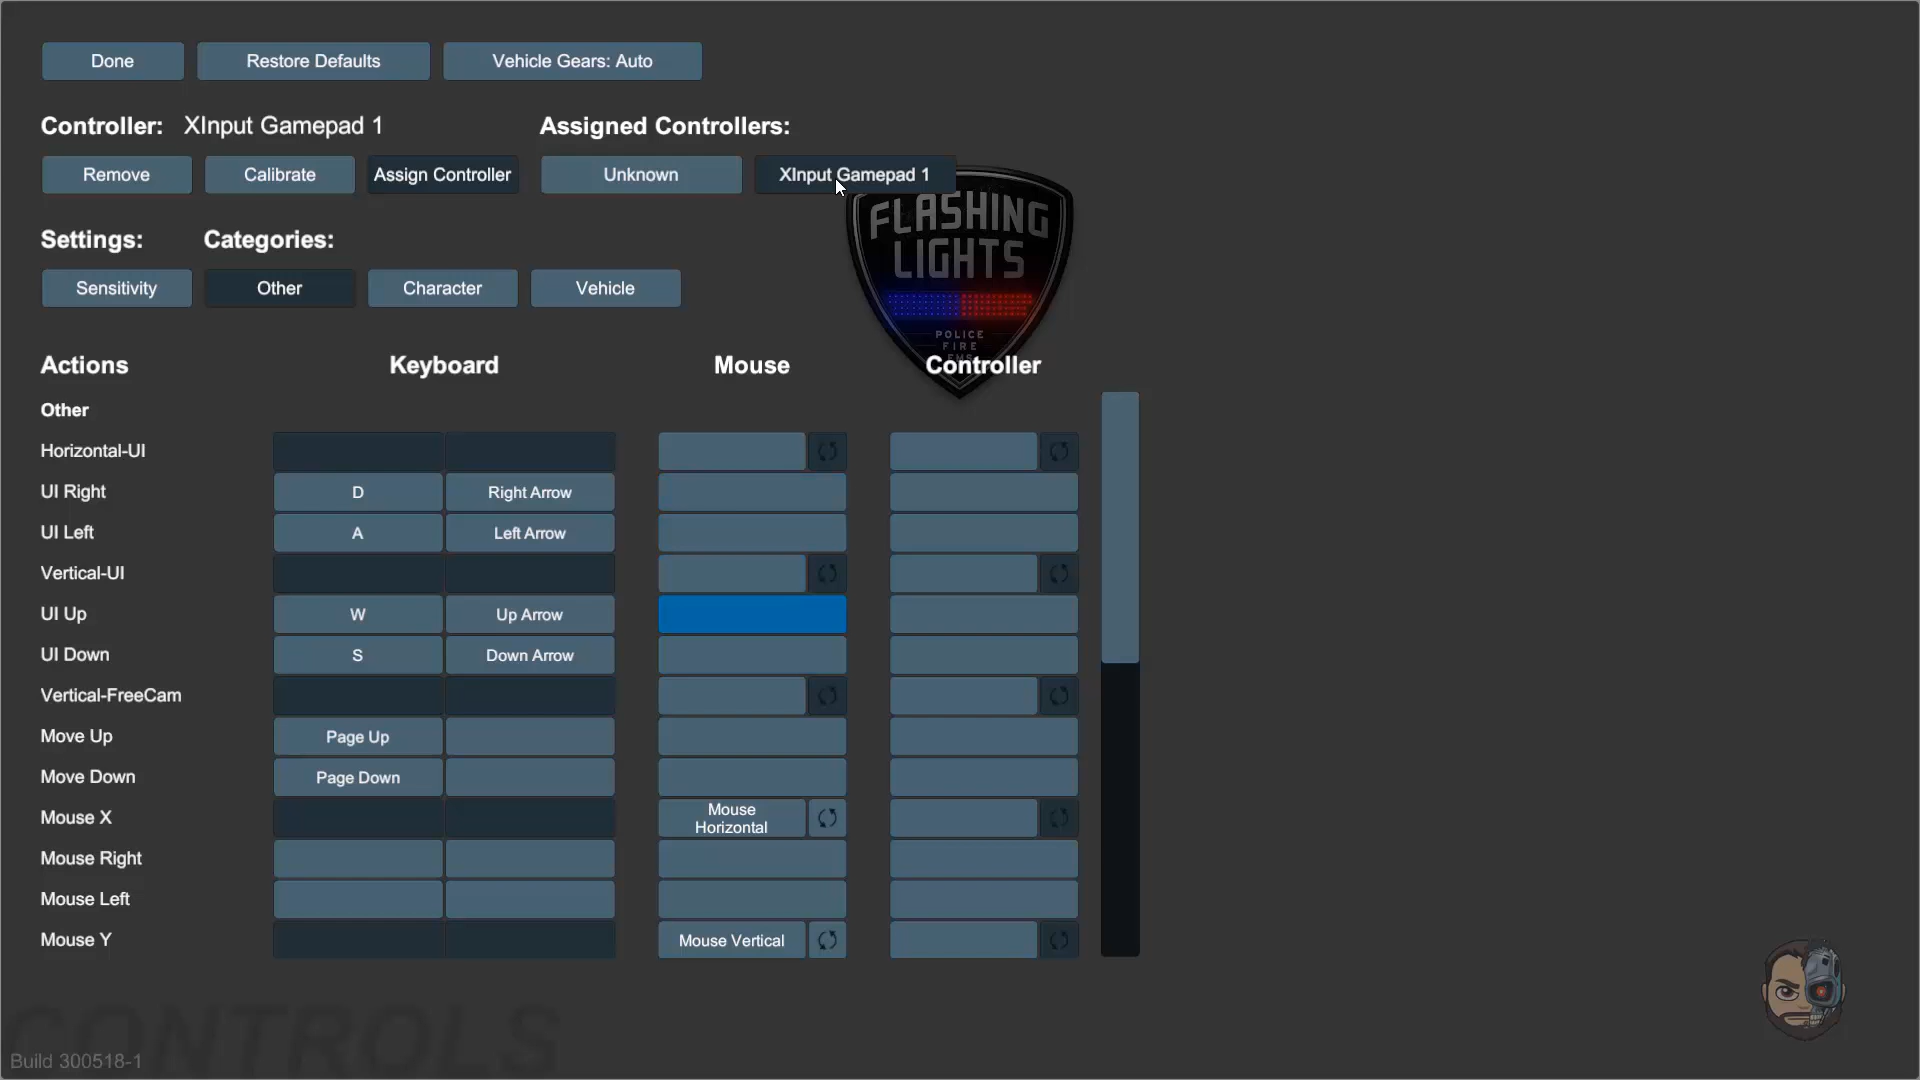 Done Restore Defaults Vehicle Gears: Auto
Controller: XInput Gamepad 1 Assigned Controllers:
Remove Calibrate Assign Controller Unknown XInput Gamepad 1
FLASHING
LIGHTS
Settings: Categories:
Sensitivity Other Character Vehicle
POLICE
FIRE
EMS
Actions Keyboard Mouse Controller
Other
Horizontal-UI
UI Right D Right Arrow
UI Left A Left Arrow
Vertical-UI
UI Up W Up Arrow
UI Down S Down Arrow
Vertical-FreeCam
Move Up Page Up
Move Down Page Down
Mouse X Mouse
Horizontal
Mouse Right
Mouse Left
Mouse Y Mouse Vertical
CONTROLS
Build 300518-1